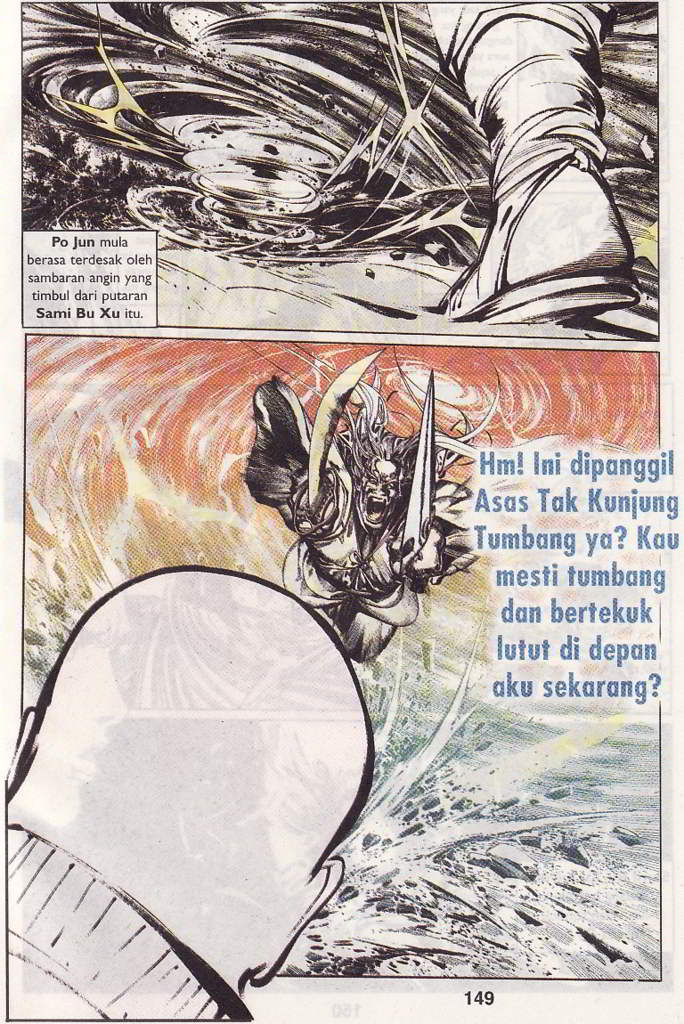 Po Jun mula
berasa terdesak oleh
sambaran angin yang
timbul dari putaran
Sami Bu Xu itu.
Hm! Ini dipanggil
Asas Tak Kunjung
Tumbang ya? Kau
mesti tumbang
dan bertekuk
lutut di depan
aku sekarang?
149